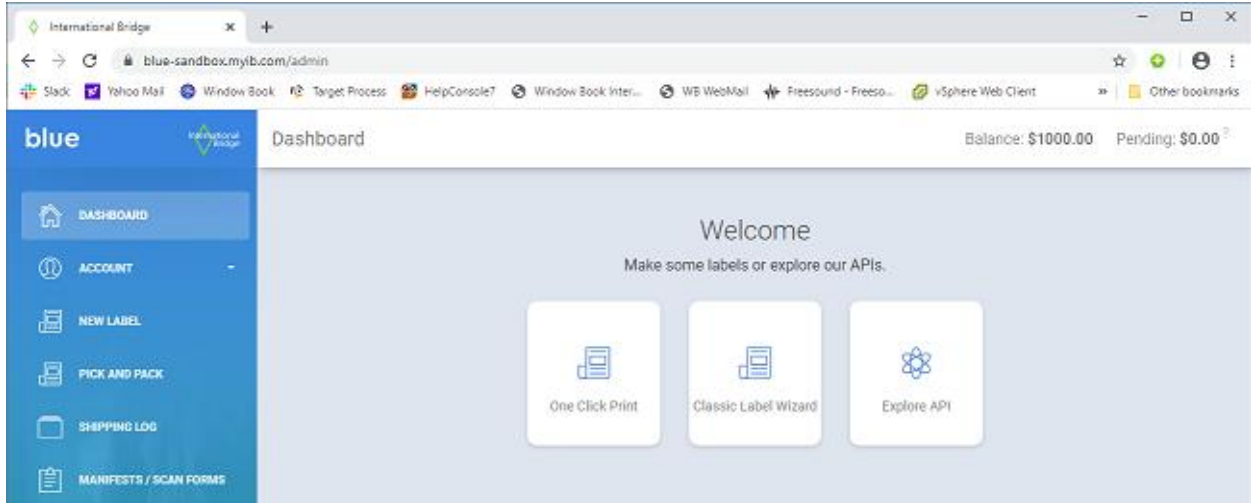 International Bridge
blue-sandbox.myib.com/admin
Slack Yahoo Mail Window Book Target Process HelpConsole7 Window Book Inter... WB WebMail Freesound - Freeso... vSphere Web Client » Other bookmarks
blue International Bridge Dashboard Balance: $1000.00 Pending: $0.00 ?
Welcome
Make some labels or explore our APIs.
DASHBOARD
ACCOUNT
NEW LABEL
PICK AND PACK
SHIPPING LOG
MANIFESTS / SCAN FORMS
One Click Print Classic Label Wizard Explore API